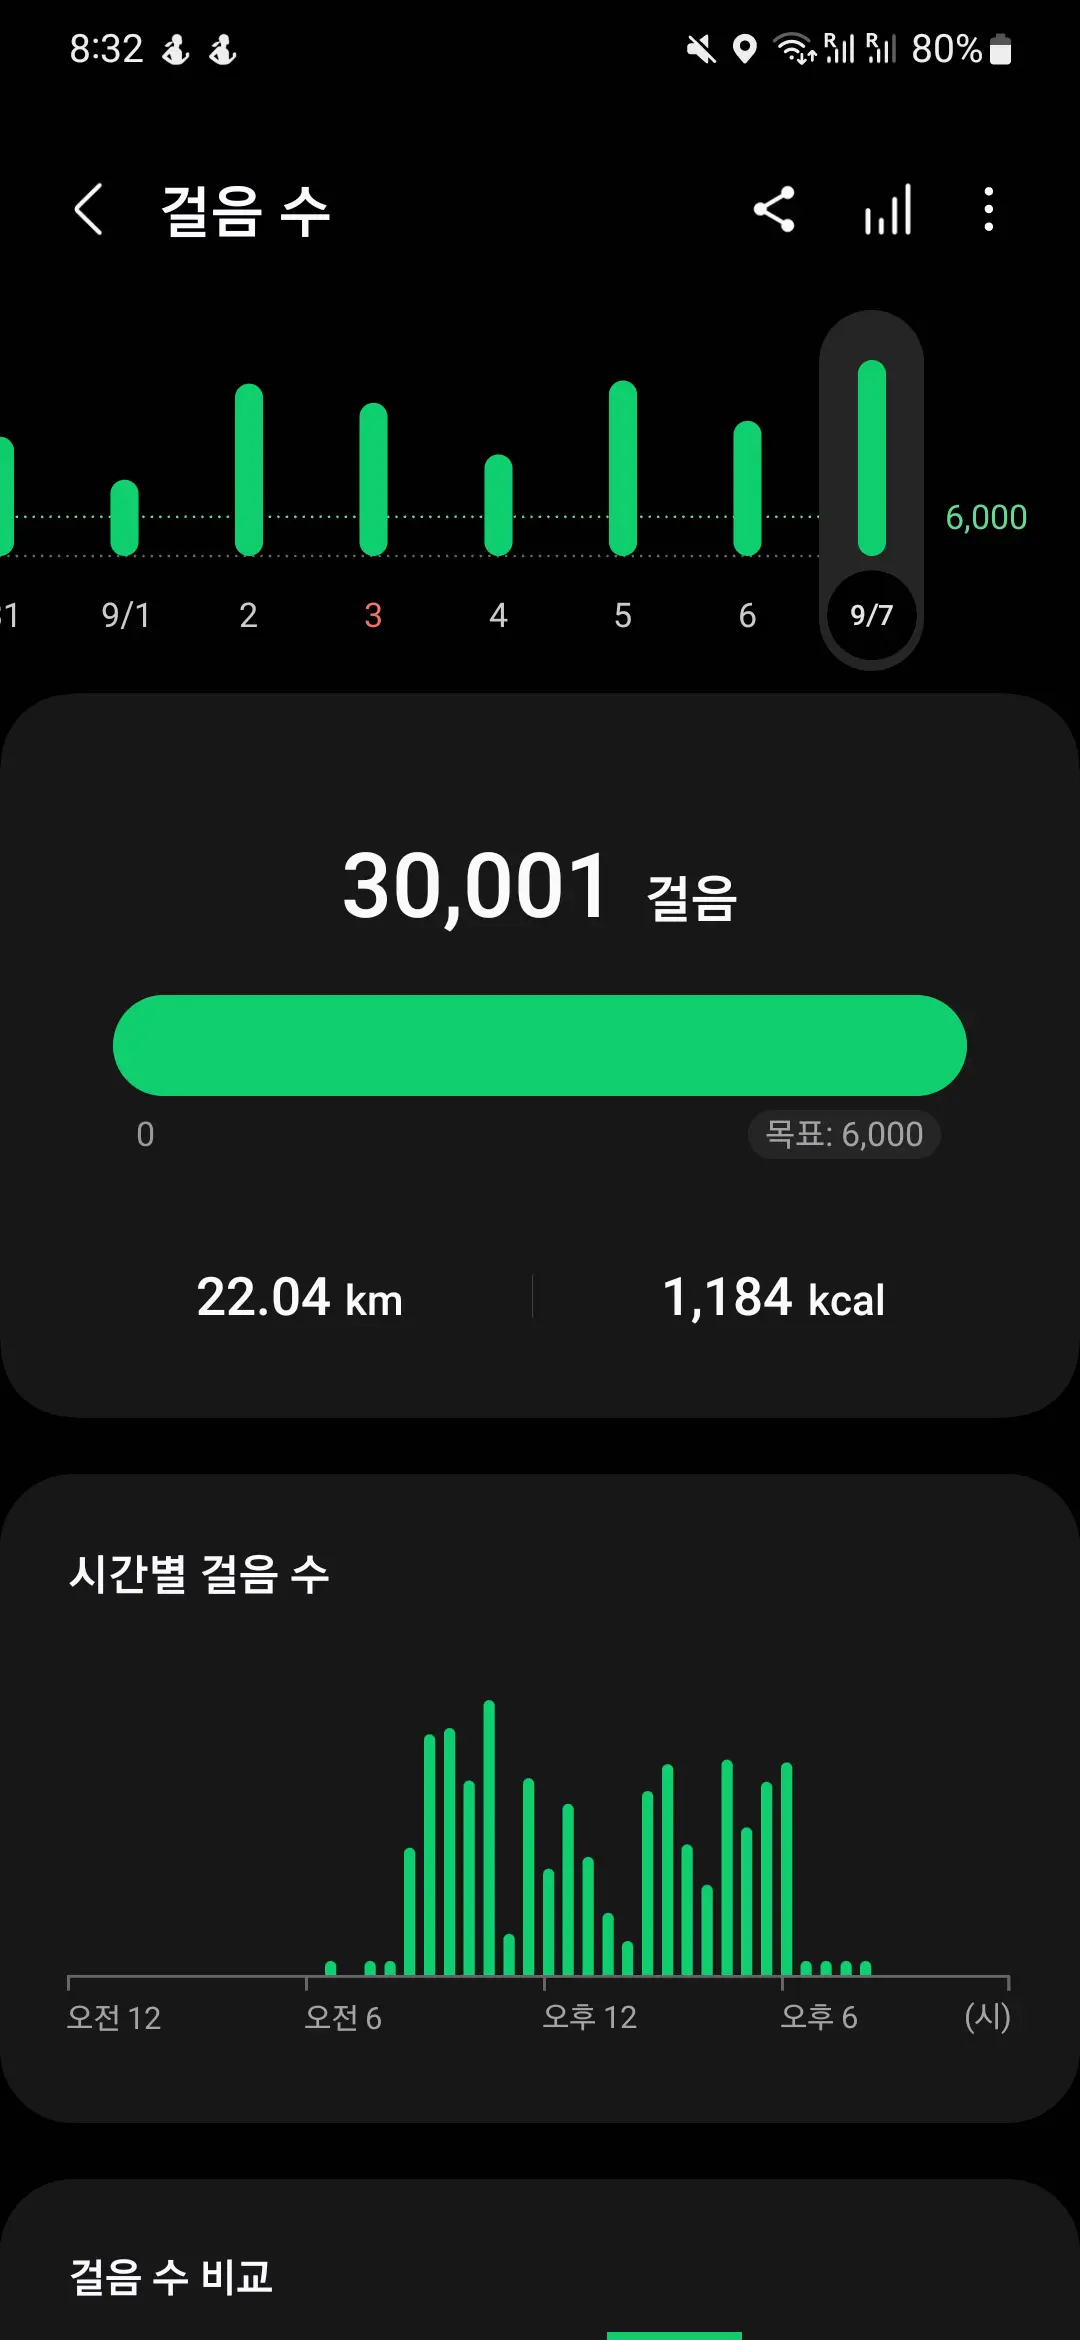 8:32 R R 80%
걸음 수
6,000
31 9/1 2 3 4 5 6 9/7
30,001 걸음
0 목표: 6,000
22.04 km 1,184 kcal
시간별 걸음 수
오전 12 오전 6 오후 12 오후 6 (시)
걸음 수 비교